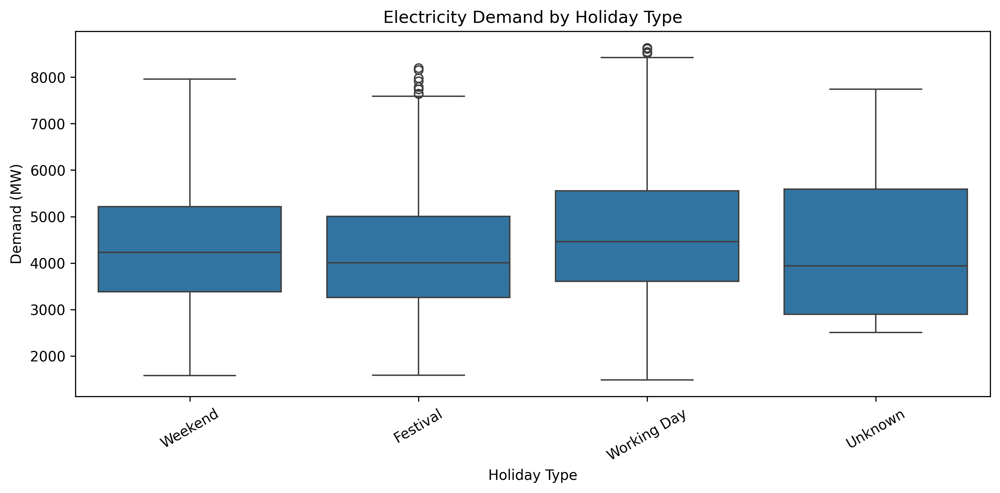 Electricity Demand by Holiday Type
Demand (MW)
8000
7000
6000
5000
4000
3000
2000
Weekend
Festival
Working Day
Unknown
Holiday Type